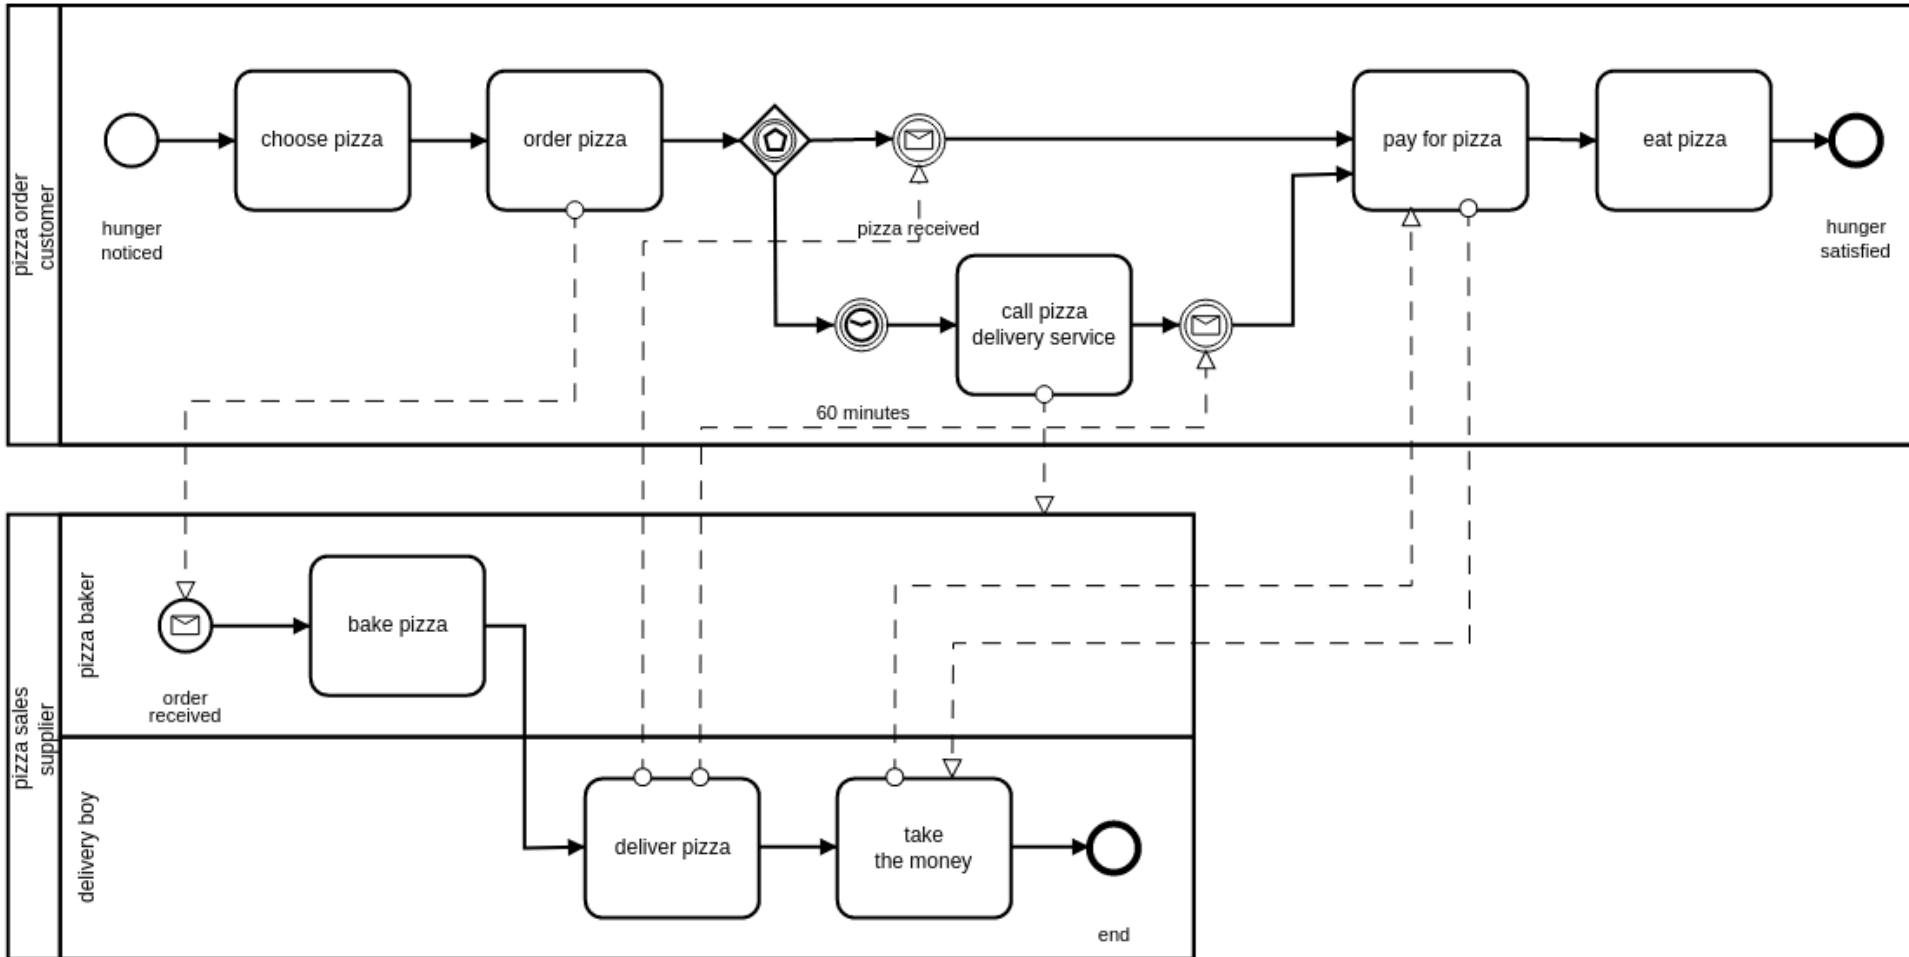 pizza order
customer
hunger
noticed
choose pizza
order pizza
pizza received
60 minutes
call pizza
delivery service
pay for pizza
eat pizza
hunger
satisfied
pizza sales
supplier
pizza baker
order
received
bake pizza
delivery boy
deliver pizza
take
the money
end